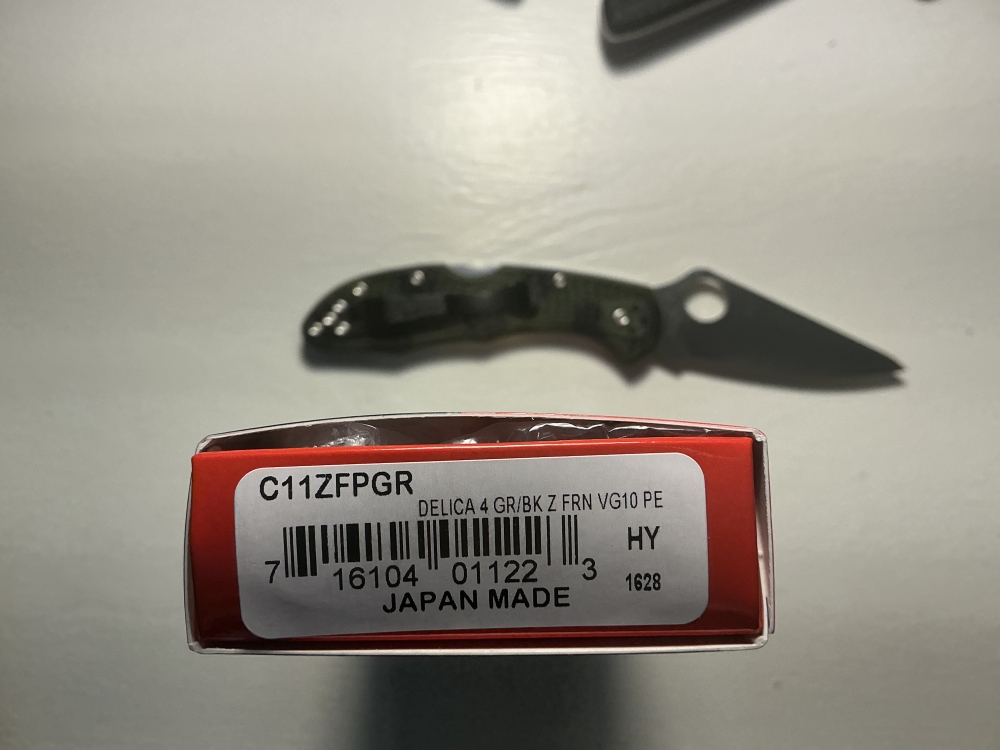 C11ZFPGR
DELICA 4 GR/BK Z FRN VG10 PE
HY
7 16104 01122 3
1628
JAPAN MADE